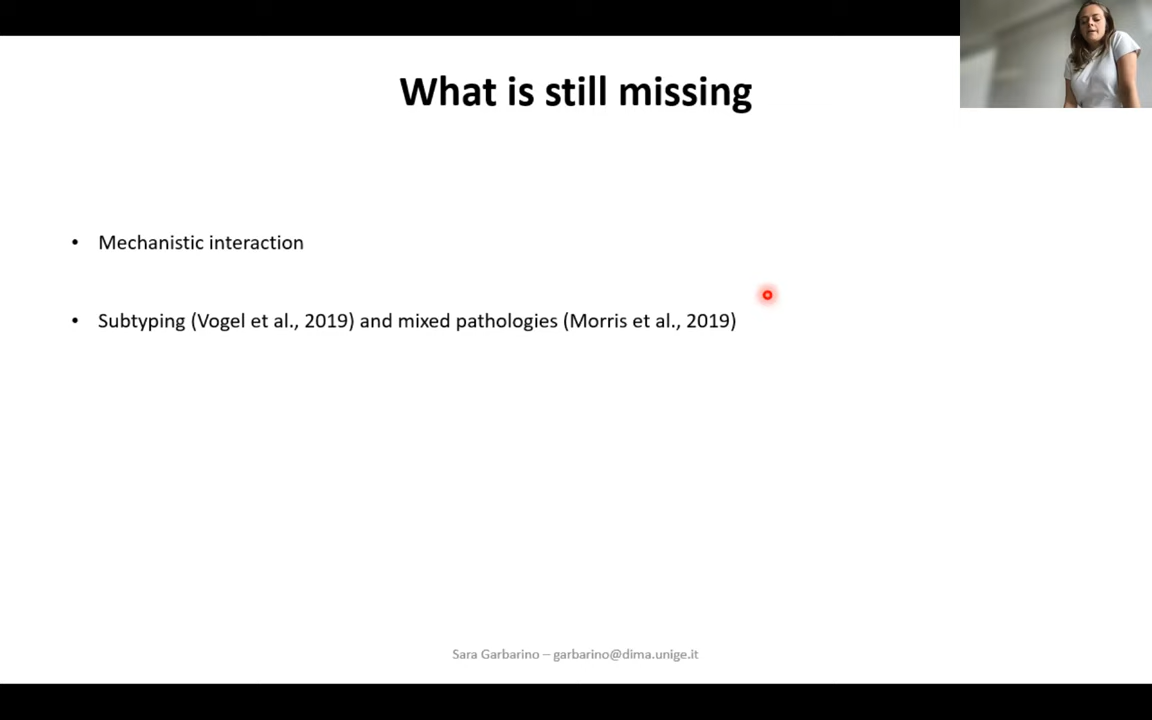 What is still missing
• Mechanistic interaction
• Subtyping (Vogel et al., 2019) and mixed pathologies (Morris et al., 2019)
Sara Garbarino – garbarino@dima.unige.it